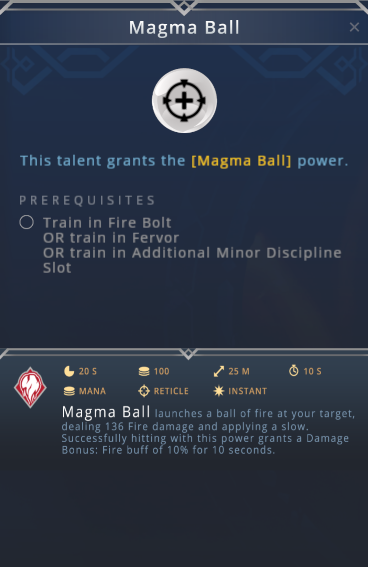 Magma Ball
This talent grants the [Magma Ball] power.
PREREQUISITES
Train in Fire Bolt
OR train in Fervor
OR train in Additional Minor Discipline
Slot
20 S 100 25 M 10 S
MANA RETICLE INSTANT
Magma Ball launches a ball of fire at your target,
dealing 136 Fire damage and applying a slow.
Successfully hitting with this power grants a Damage
Bonus: Fire buff of 10% for 10 seconds.